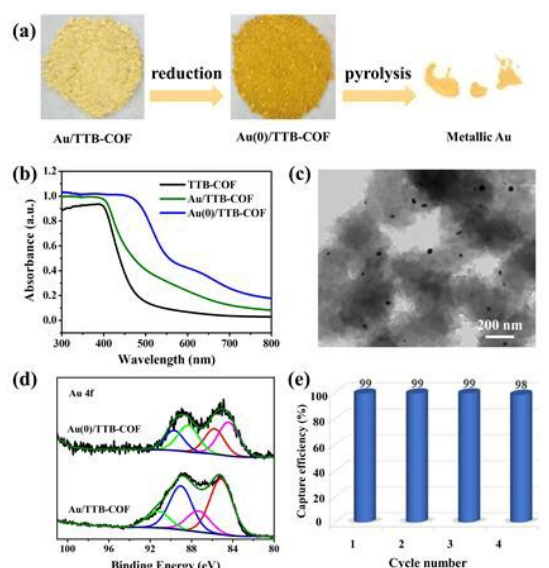 (a)
reduction
pyrolysis
Au/TTB-COF
Au(0)/TTB-COF
Metallic Au
(b)
1.2
1.0
0.8
0.6
0.4
0.2
0.0
Absorbance (a.u.)
TTB-COF
Au/TTB-COF
Au(0)/TTB-COF
300 400 500 600 700 800
Wavelength (nm)
(c)
200 nm
(d)
Au 4f
Au(0)/TTB-COF
Au/TTB-COF
100 96 92 88 84 80
Binding Energy (eV)
(e)
Capture efficiency (%)
100
80
60
40
20
0
99 99 99 98
1 2 3 4
Cycle number